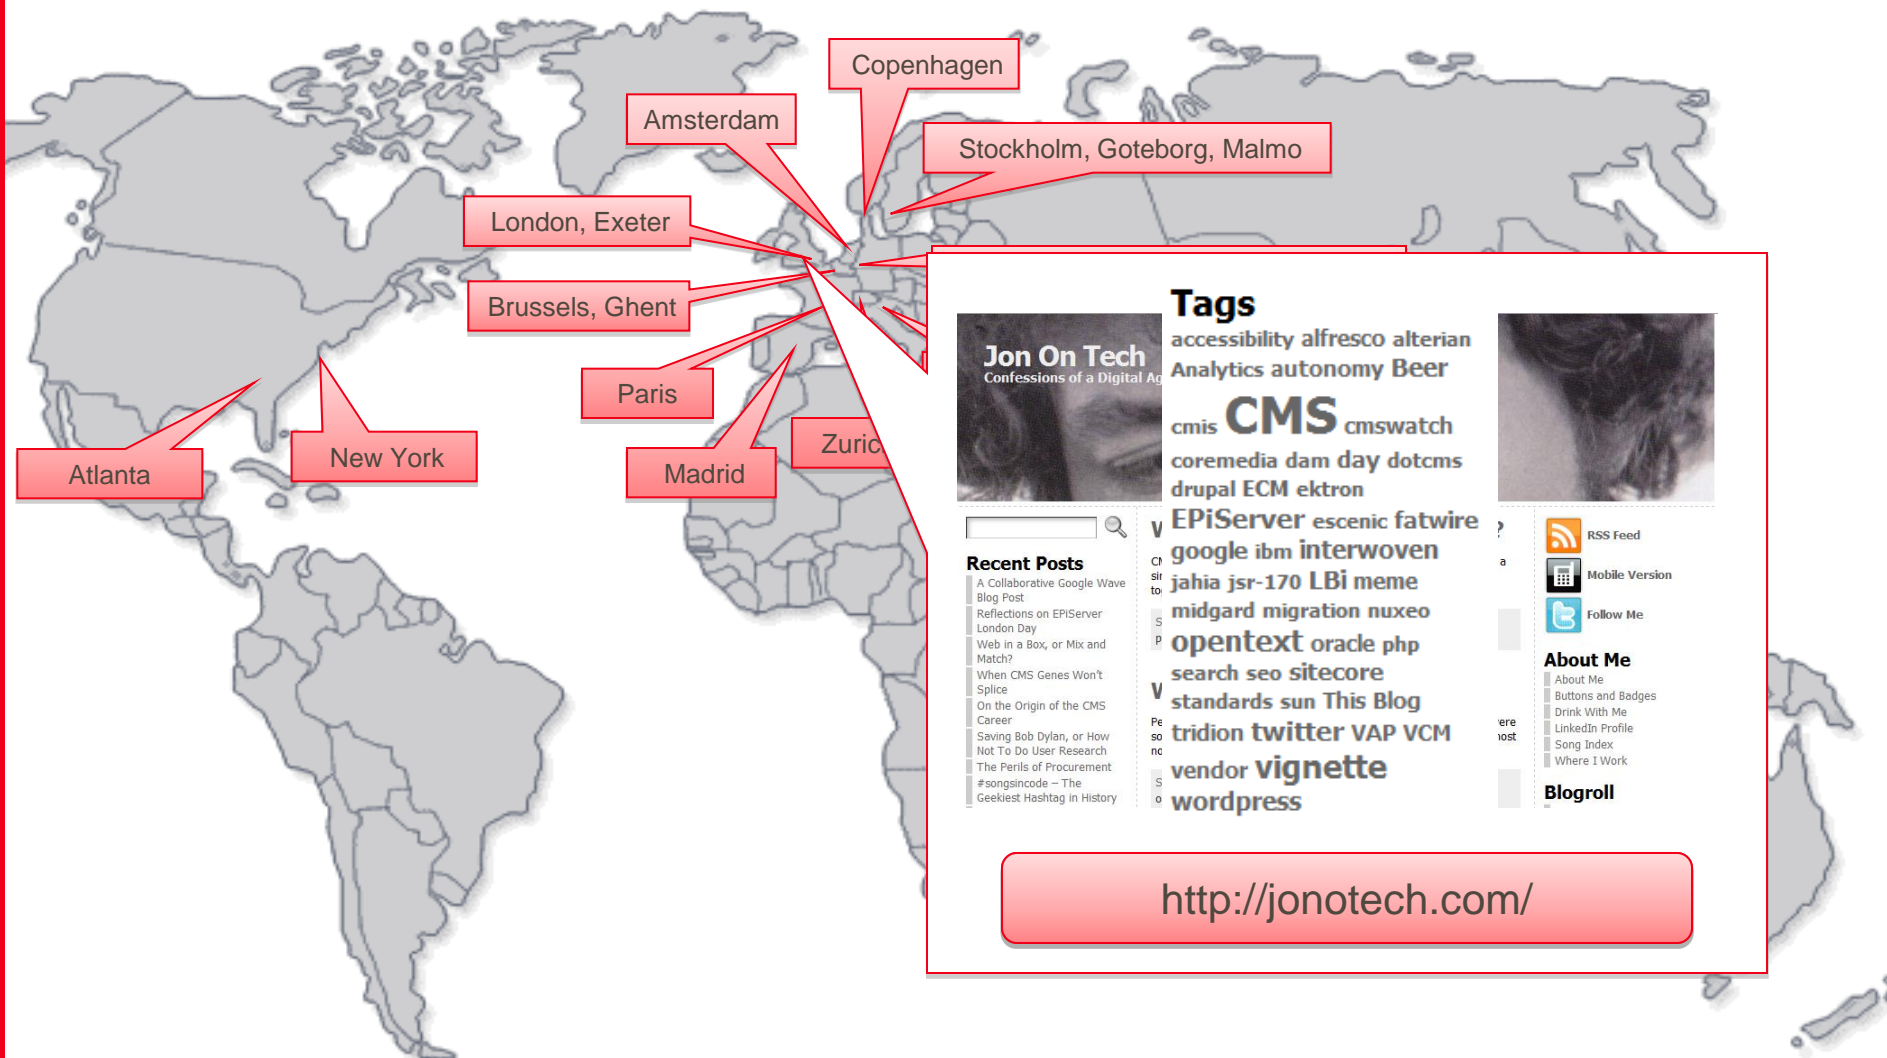 Copenhagen
Amsterdam
Stockholm, Goteborg, Malmo
London, Exeter
Brussels, Ghent
Paris
Madrid
New York
Atlanta
Jon On Tech
Confessions of a Digital
Recent Posts
A Collaborative Google Wave
Blog Post
Reflections on EPiServer
London Day
Web in a Box, or Mix and
Match?
When CMS Genes Won't
Splice
On the Origin of the CMS
Career
Saving Bob Dylan, or How
Not To Do User Research
The Perils of Procurement
#songsincode – The
Geekiest Hashtag in History
Tags
accessibility alfresco alterian
Analytics autonomy Beer
cmis CMS cmswatch
coremedia dam day dotcms
drupal ECM ektron
EPiServer escenic fatwire
google ibm interwoven
jahia jsr-170 LBi meme
midgard migration nuxeo
opentext oracle php
search seo sitecore
standards sun This Blog
tridion twitter VAP VCM
vendor vignette
wordpress
RSS Feed
Mobile Version
Follow Me
About Me
About Me
Buttons and Badges
Drink With Me
LinkedIn Profile
Song Index
Where I Work
Blogroll
http://jonotech.com/